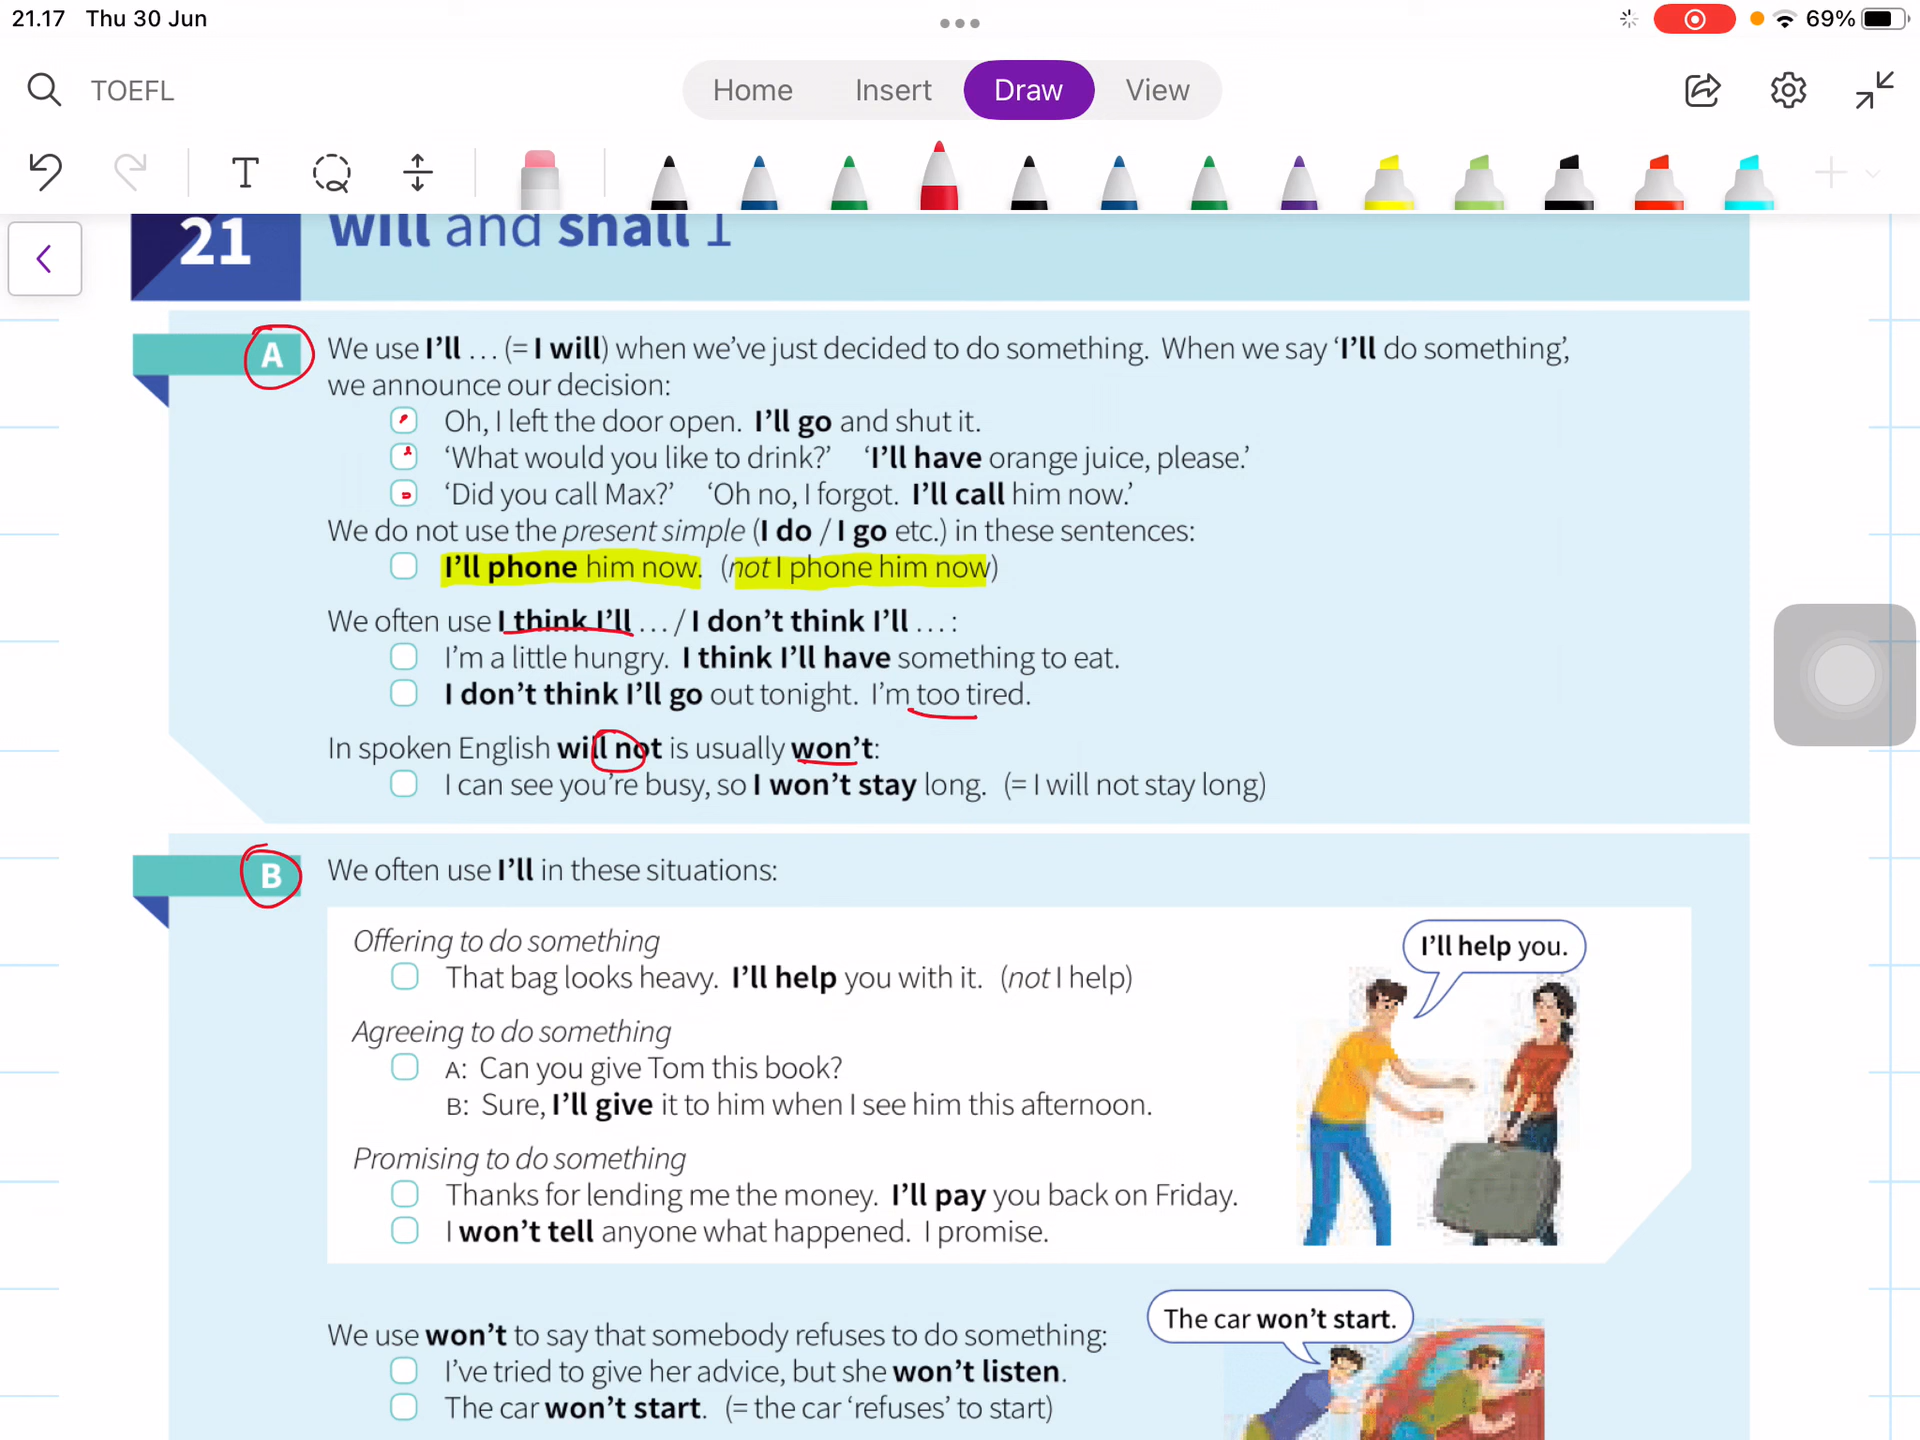 21.17 Thu 30 Jun
69%
TOEFL
Home Insert Draw View
T
21 will and shall 1
A We use I'll … (= I will) when we've just decided to do something. When we say 'I'll do something',
we announce our decision:
Oh, I left the door open. I'll go and shut it.
'What would you like to drink?' 'I'll have orange juice, please.'
'Did you call Max?' 'Oh no, I forgot. I'll call him now.'
We do not use the present simple (I do / I go etc.) in these sentences:
I'll phone him now. (not I phone him now)
We often use I think I'll … / I don't think I'll … :
I'm a little hungry. I think I'll have something to eat.
I don't think I'll go out tonight. I'm too tired.
In spoken English will not is usually won't:
I can see you're busy, so I won't stay long. (= I will not stay long)
B We often use I'll in these situations:
Offering to do something
That bag looks heavy. I'll help you with it. (not I help)
I'll help you.
Agreeing to do something
A: Can you give Tom this book?
B: Sure, I'll give it to him when I see him this afternoon.
Promising to do something
Thanks for lending me the money. I'll pay you back on Friday.
I won't tell anyone what happened. I promise.
The car won't start.
We use won't to say that somebody refuses to do something:
I've tried to give her advice, but she won't listen.
The car won't start. (= the car 'refuses' to start)